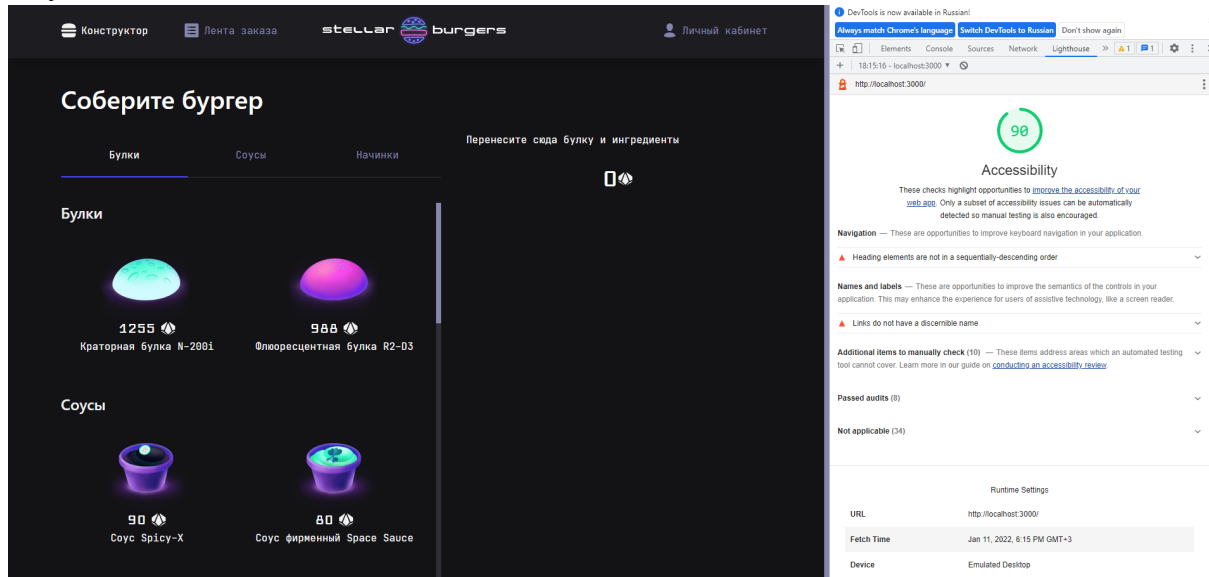 Конструктор
Лента заказа
stellar burgers
Личный кабинет
Соберите бургер
Булки
Соусы
Начинки
Булки
1255
988
Краторная булка N-200i
Флюоресцентная булка R2-D3
Соусы
90
80
Соус Spicy-X
Соус фирменный Space Sauce
Перенесите сюда булку и ингредиенты
0
DevTools is now available in Russian!
Always match Chrome's language
Switch DevTools to Russian
Don't show again
Elements
Console
Sources
Network
Lighthouse
»
1
1
+
18:15:16 - localhost:3000
http://localhost:3000/
90
Accessibility
These checks highlight opportunities to improve the accessibility of your
web app. Only a subset of accessibility issues can be automatically
detected so manual testing is also encouraged.
Navigation — These are opportunities to improve keyboard navigation in your application.
Heading elements are not in a sequentially-descending order
Names and labels — These are opportunities to improve the semantics of the controls in your
application. This may enhance the experience for users of assistive technology, like a screen reader.
Links do not have a discernible name
Additional items to manually check (10) — These items address areas which an automated testing
tool cannot cover. Learn more in our guide on conducting an accessibility review.
Passed audits (8)
Not applicable (34)
Runtime Settings
URL http://localhost:3000/
Fetch Time Jan 11, 2022, 6:15 PM GMT+3
Device Emulated Desktop